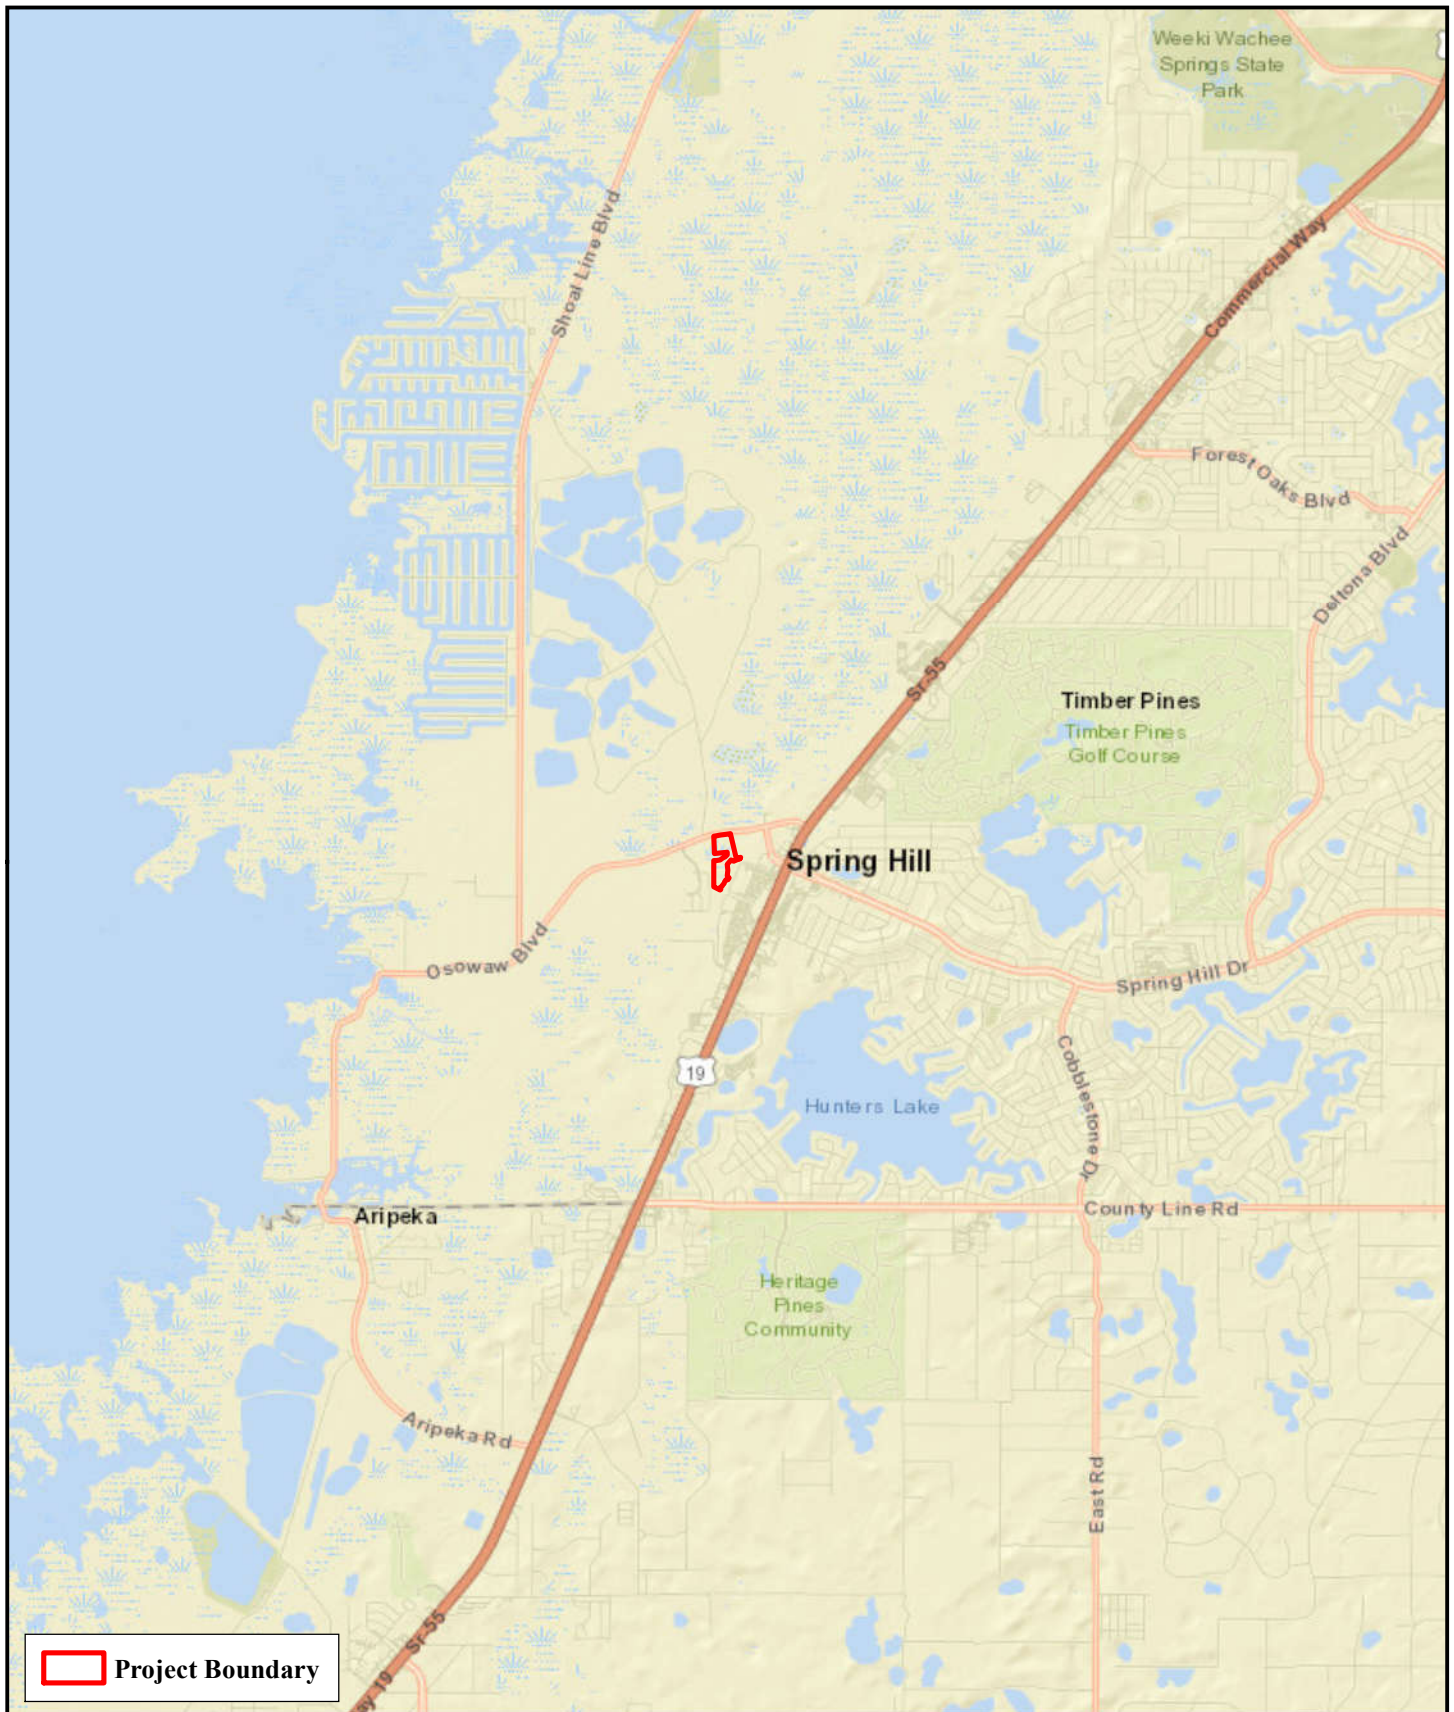 Weeki Wachee
Springs State
Park
Shoal Line Blvd
Commercial Way
Forest Oaks Blvd
Deltona Blvd
Sr-55
Timber Pines
Timber Pines
Golf Course
Spring Hill
Osowaw Blvd
Spring Hill Dr
Cobblestone Dr
19
Hunters Lake
County Line Rd
Aripeka
Heritage
Pines
Community
Aripeka Rd
East Rd
Sr-55
ay 19
Project Boundary